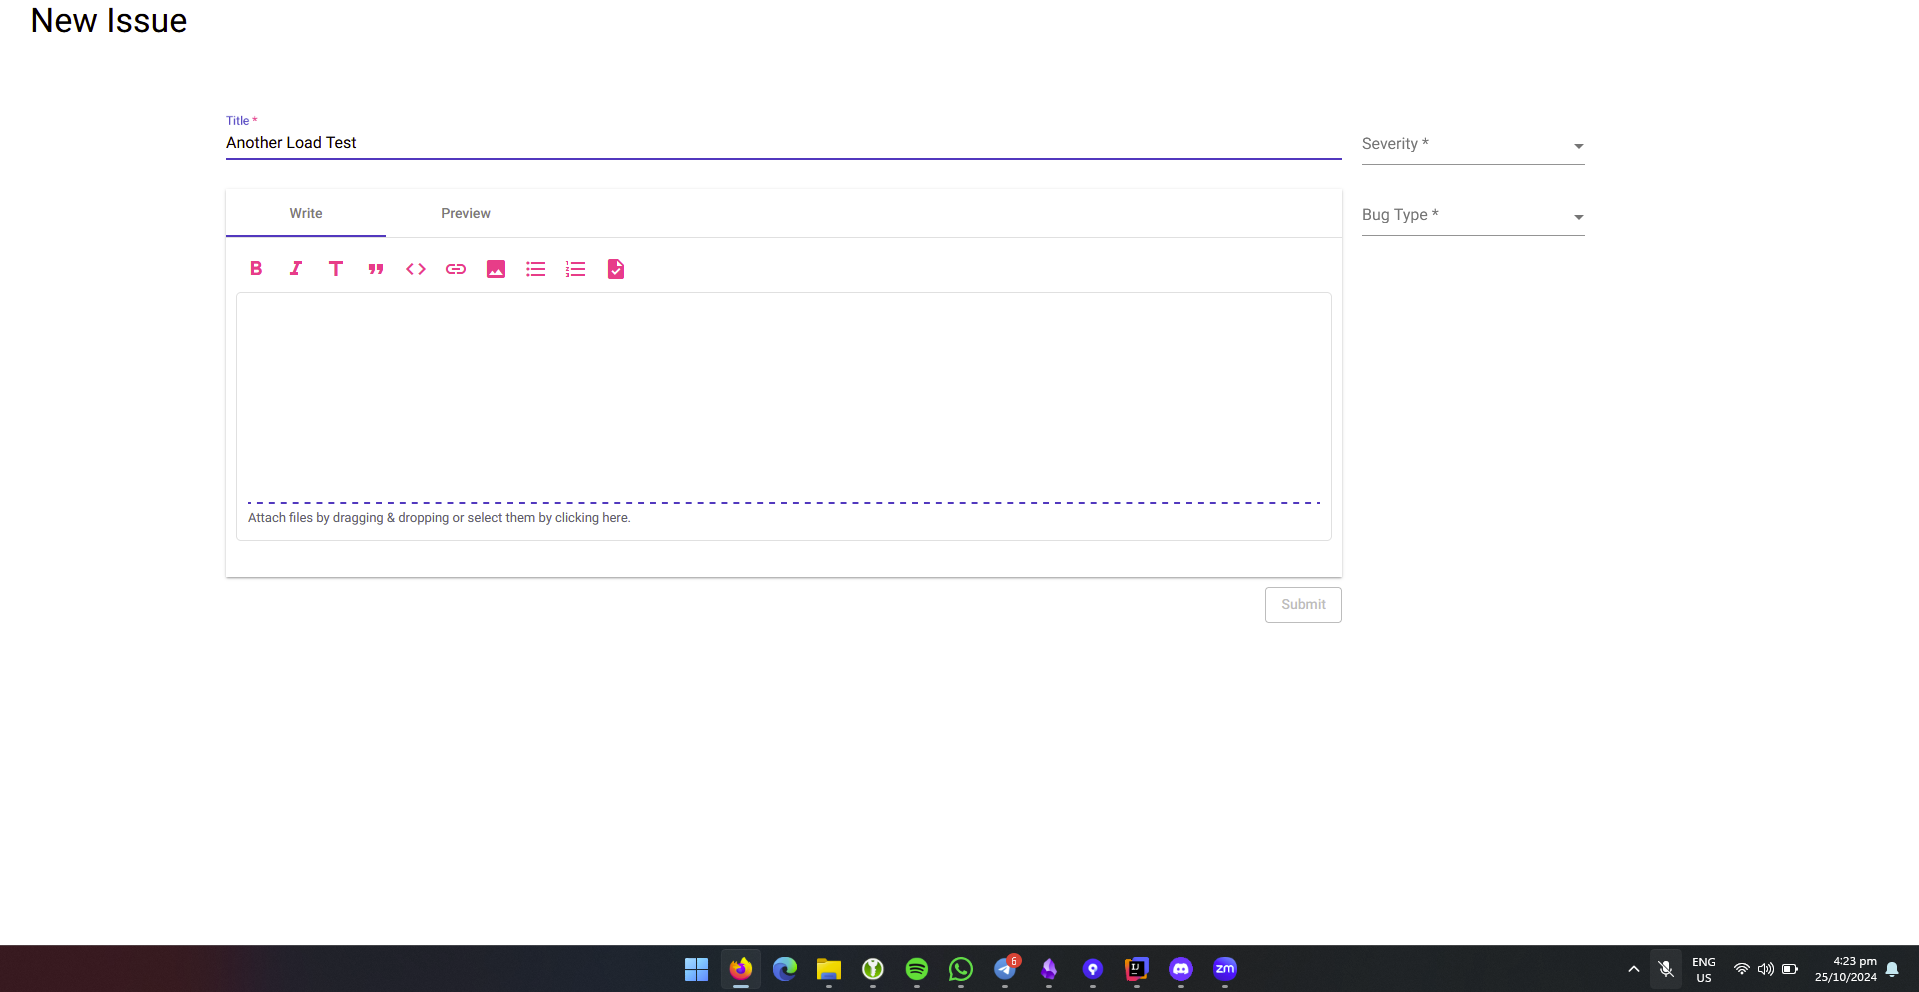 New Issue
Title *
Another Load Test
Severity *
Write
Preview
Bug Type *
Attach files by dragging & dropping or select them by clicking here.
Submit
6
zm
ENG
US
4:23 pm
25/10/2024